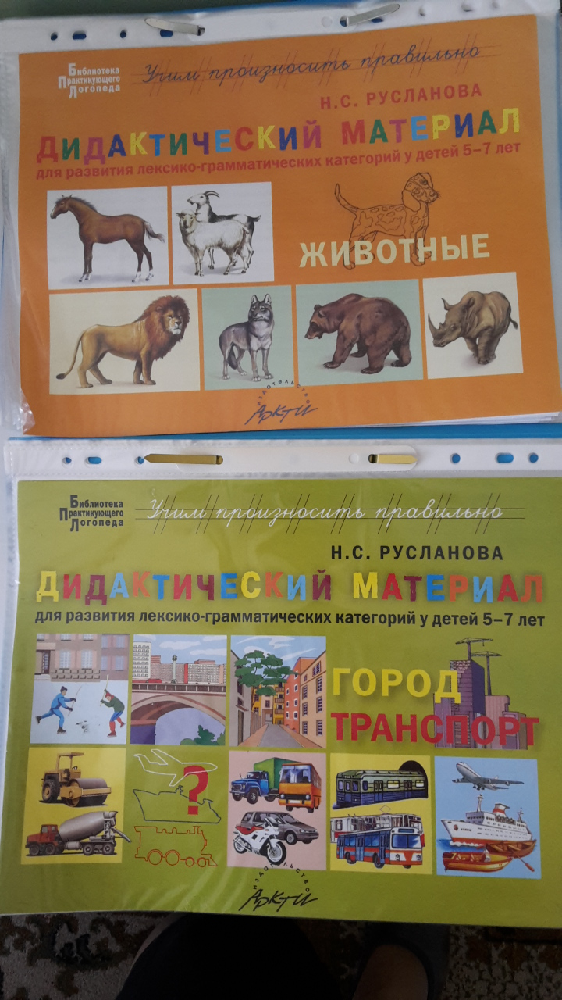 Библиотека
Практикующего
Логопеда
Учим произносить правильно
Н.С. РУСЛАНОВА
ДИДАКТИЧЕСКИЙ МАТЕРИАЛ
для развития лексико-грамматических категорий у детей 5–7 лет
ЖИВОТНЫЕ
ИЗДАТЕЛЬСТВО
АРКТИ
Библиотека
Практикующего
Логопеда
Учим произносить правильно
Н.С. РУСЛАНОВА
ДИДАКТИЧЕСКИЙ МАТЕРИАЛ
для развития лексико-грамматических категорий у детей 5–7 лет
ГОРОД
ТРАНСПОРТ
?
ИЗДАТЕЛЬСТВО
АРКТИ